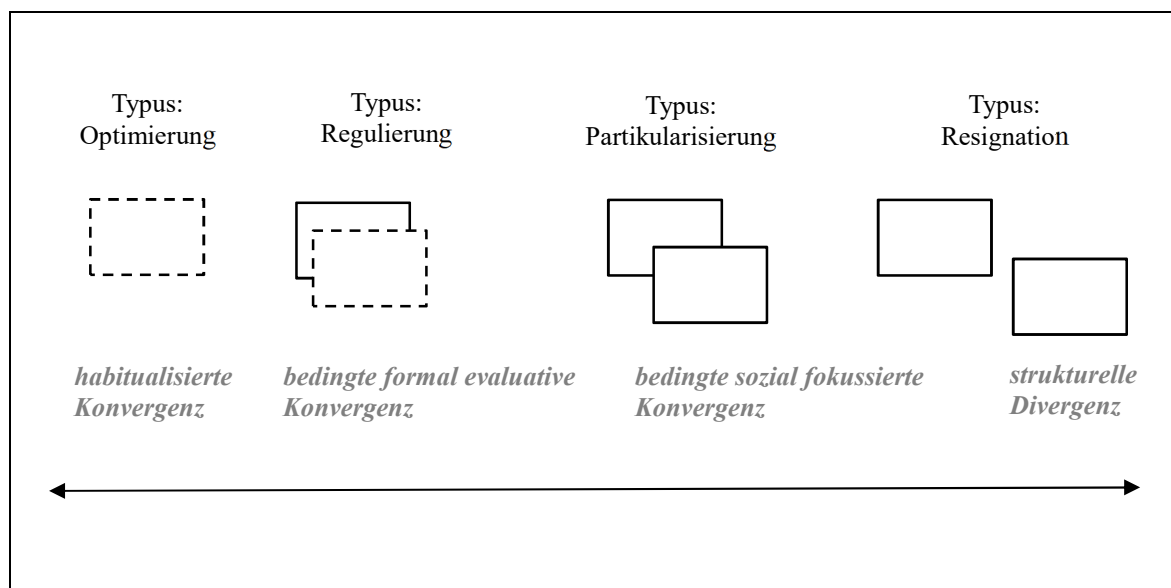 Typus:
Optimierung
Typus:
Regulierung
Typus:
Partikularisierung
Typus:
Resignation
habitualisierte
Konvergenz
bedingte formal evaluative
Konvergenz
bedingte sozial fokussierte
Konvergenz
strukturelle
Divergenz